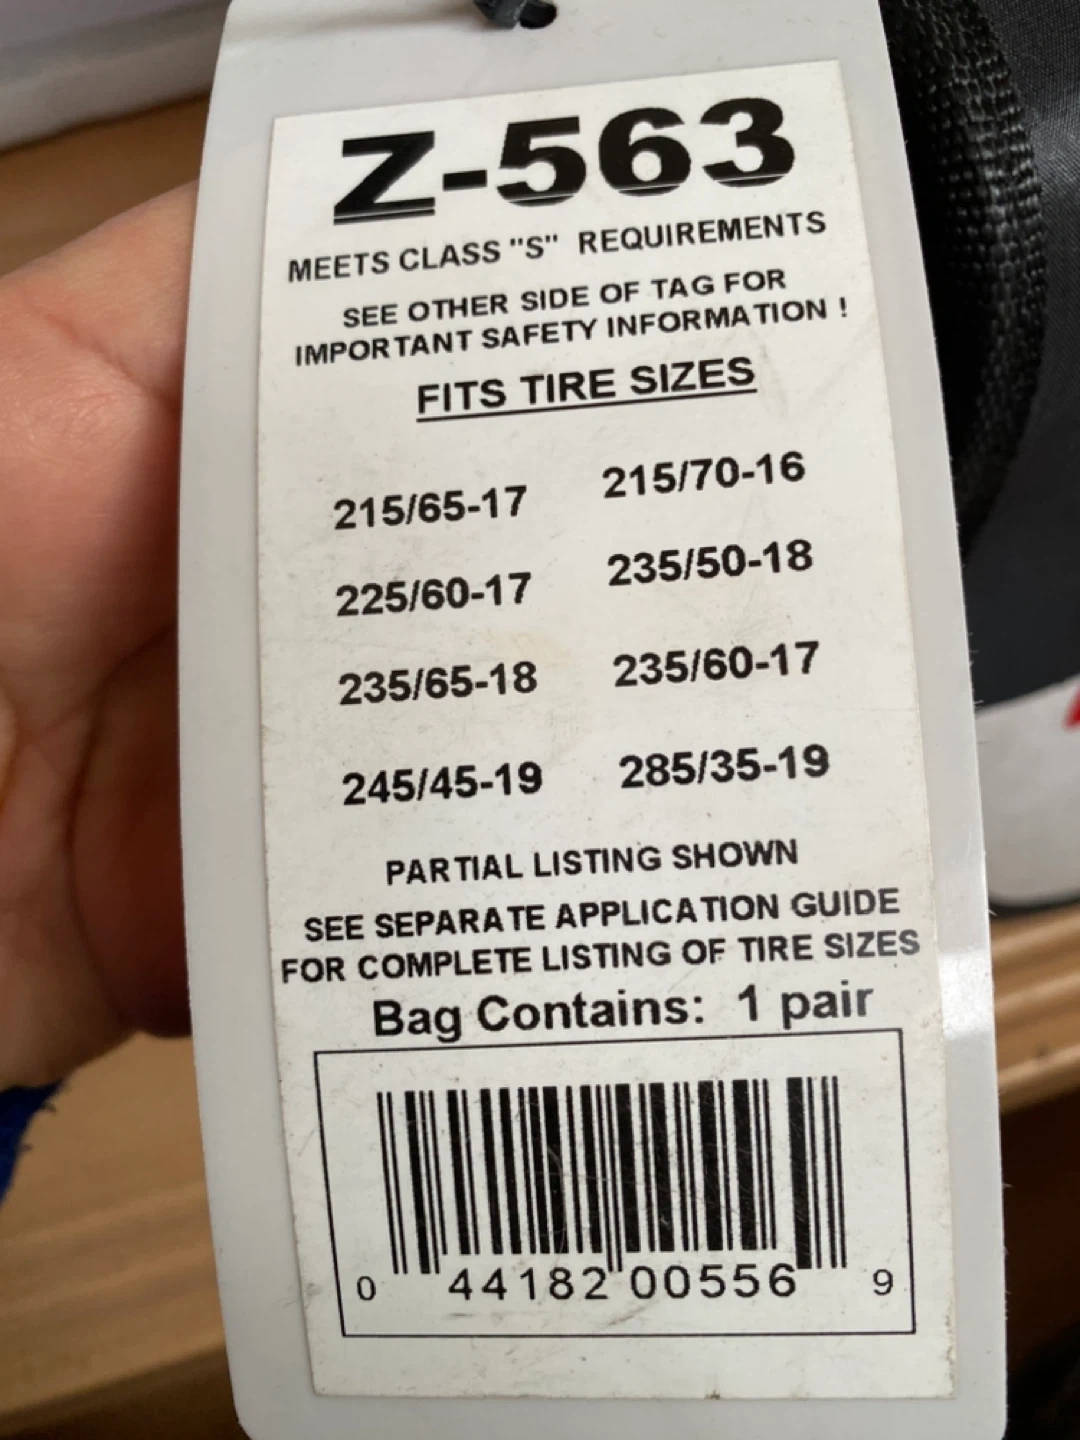 Z-563
MEETS CLASS "S" REQUIREMENTS
SEE OTHER SIDE OF TAG FOR
IMPORTANT SAFETY INFORMATION !
FITS TIRE SIZES
215/65-17 215/70-16
225/60-17 235/50-18
235/65-18 235/60-17
245/45-19 285/35-19
PARTIAL LISTING SHOWN
SEE SEPARATE APPLICATION GUIDE
FOR COMPLETE LISTING OF TIRE SIZES
Bag Contains: 1 pair
0 44182 00556 9